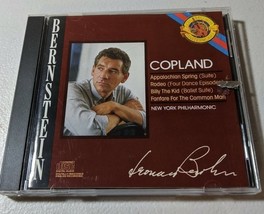 BERNSTEIN
COPLAND
Appalachian Spring (Suite)
Rodeo (Four Dance Episodes)
Billy The Kid (Ballet Suite)
Fanfare For The Common Man
NEW YORK PHILHARMONIC